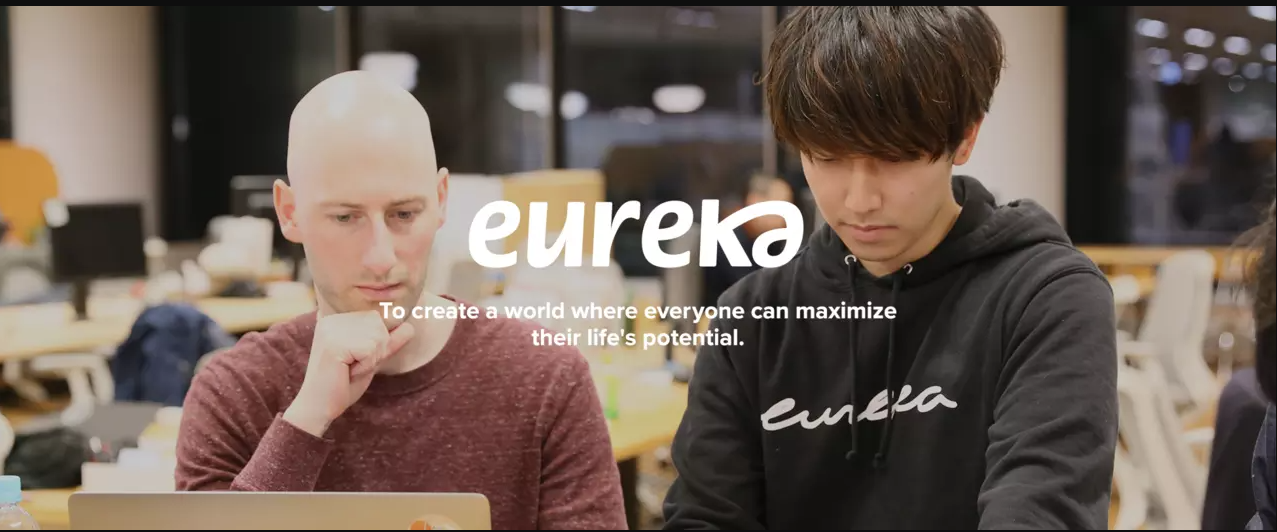 eureka
To create a world where everyone can maximize
their life's potential.
eureka